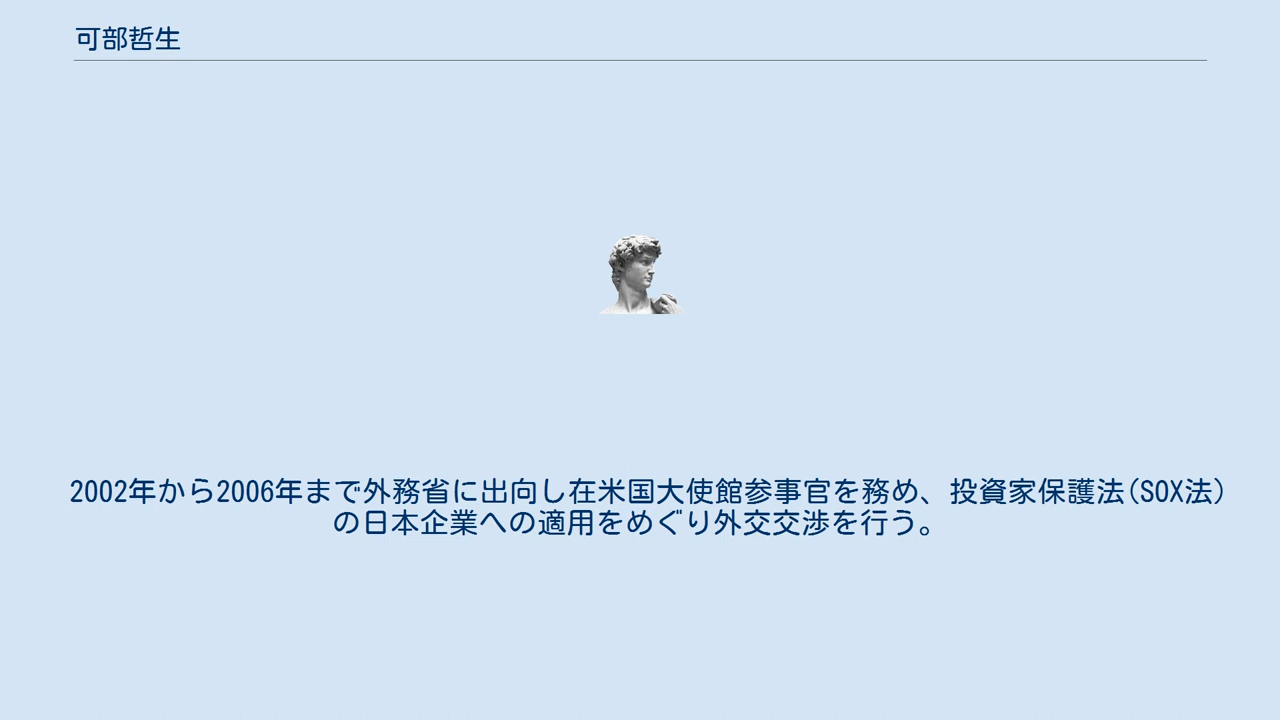 可部哲生
2002年から2006年まで外務省に出向し在米国大使館参事官を務め、投資家保護法(SOX法)
の日本企業への適用をめぐり外交交渉を行う。